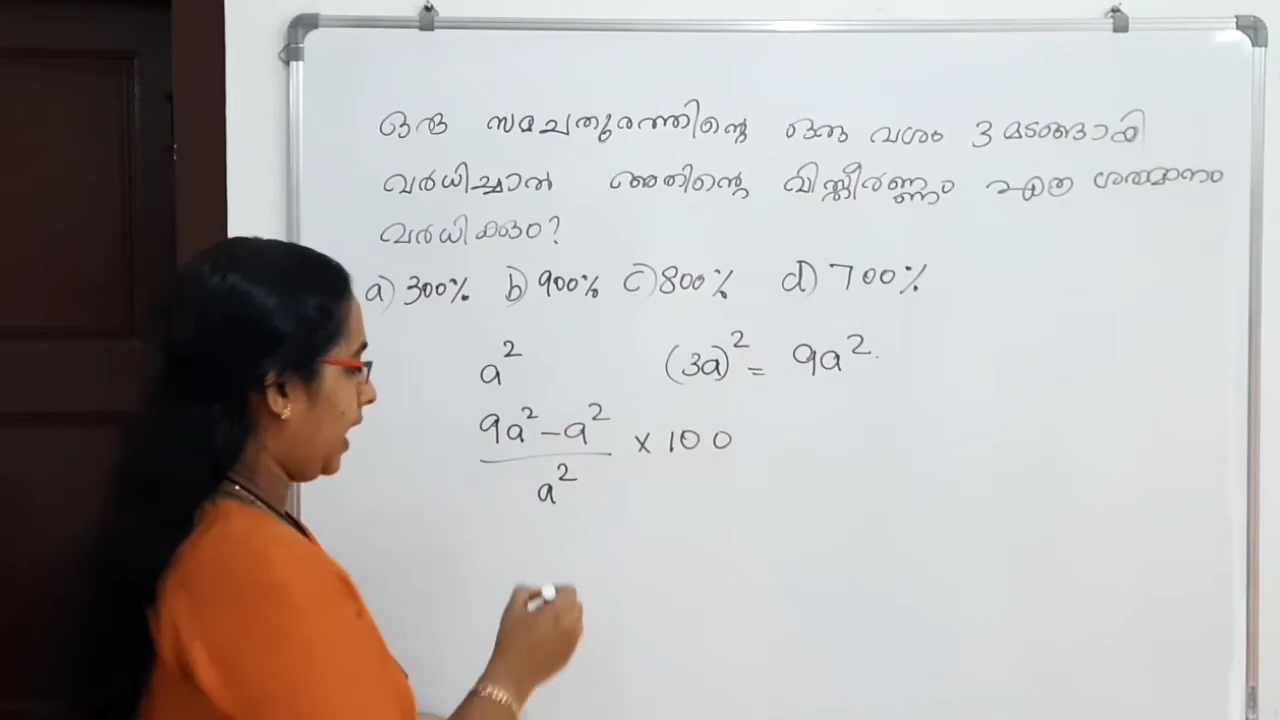 ഒരു സമചതുരത്തിന്റെ ഒരു വശം 3 മടങ്ങായി
വർധിച്ചാൽ അതിന്റെ വിസ്തീർണ്ണം എത്ര ശതമാനം
വർധിക്കും?
a) 300% b) 900% c) 800% d) 700%
a² (3a)² = 9a².
9a² – a² / a² × 100